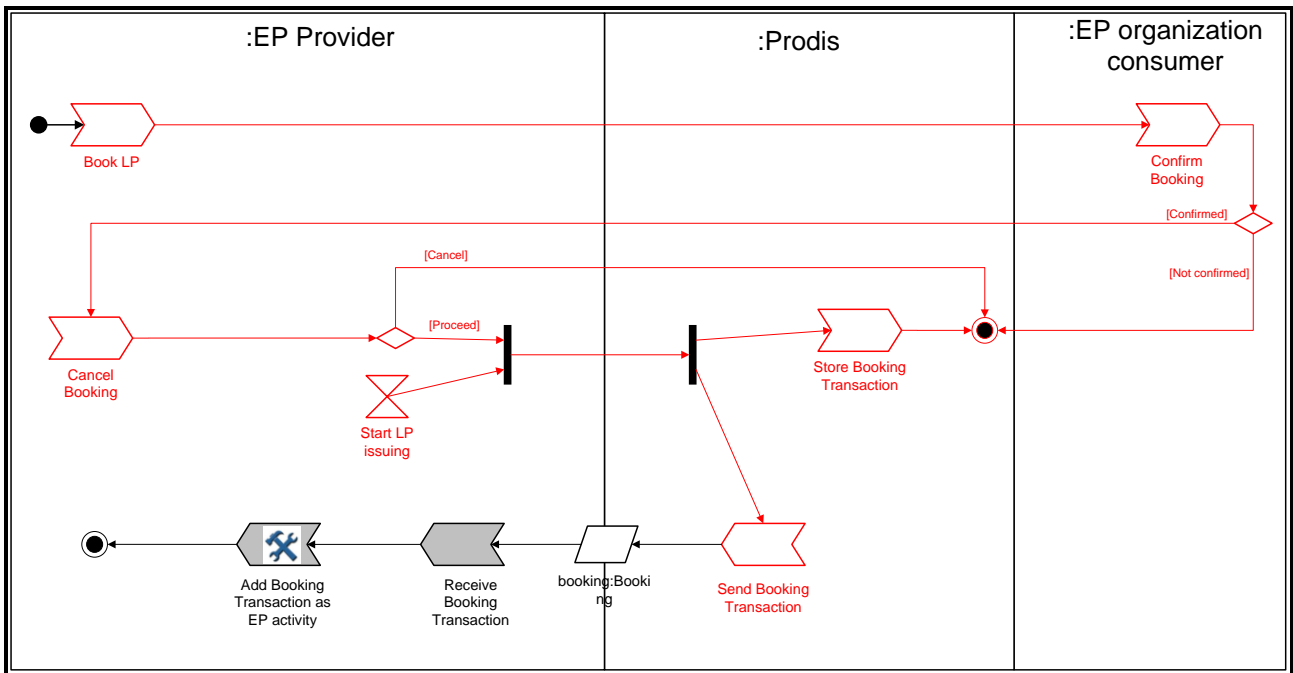 :EP Provider
:Prodis
:EP organization
consumer
Book LP
Confirm
Booking
[Confirmed]
[Cancel]
[Not confirmed]
[Proceed]
Cancel
Booking
Store Booking
Transaction
Start LP
issuing
Add Booking
Transaction as
EP activity
Receive
Booking
Transaction
booking:Booki
ng
Send Booking
Transaction